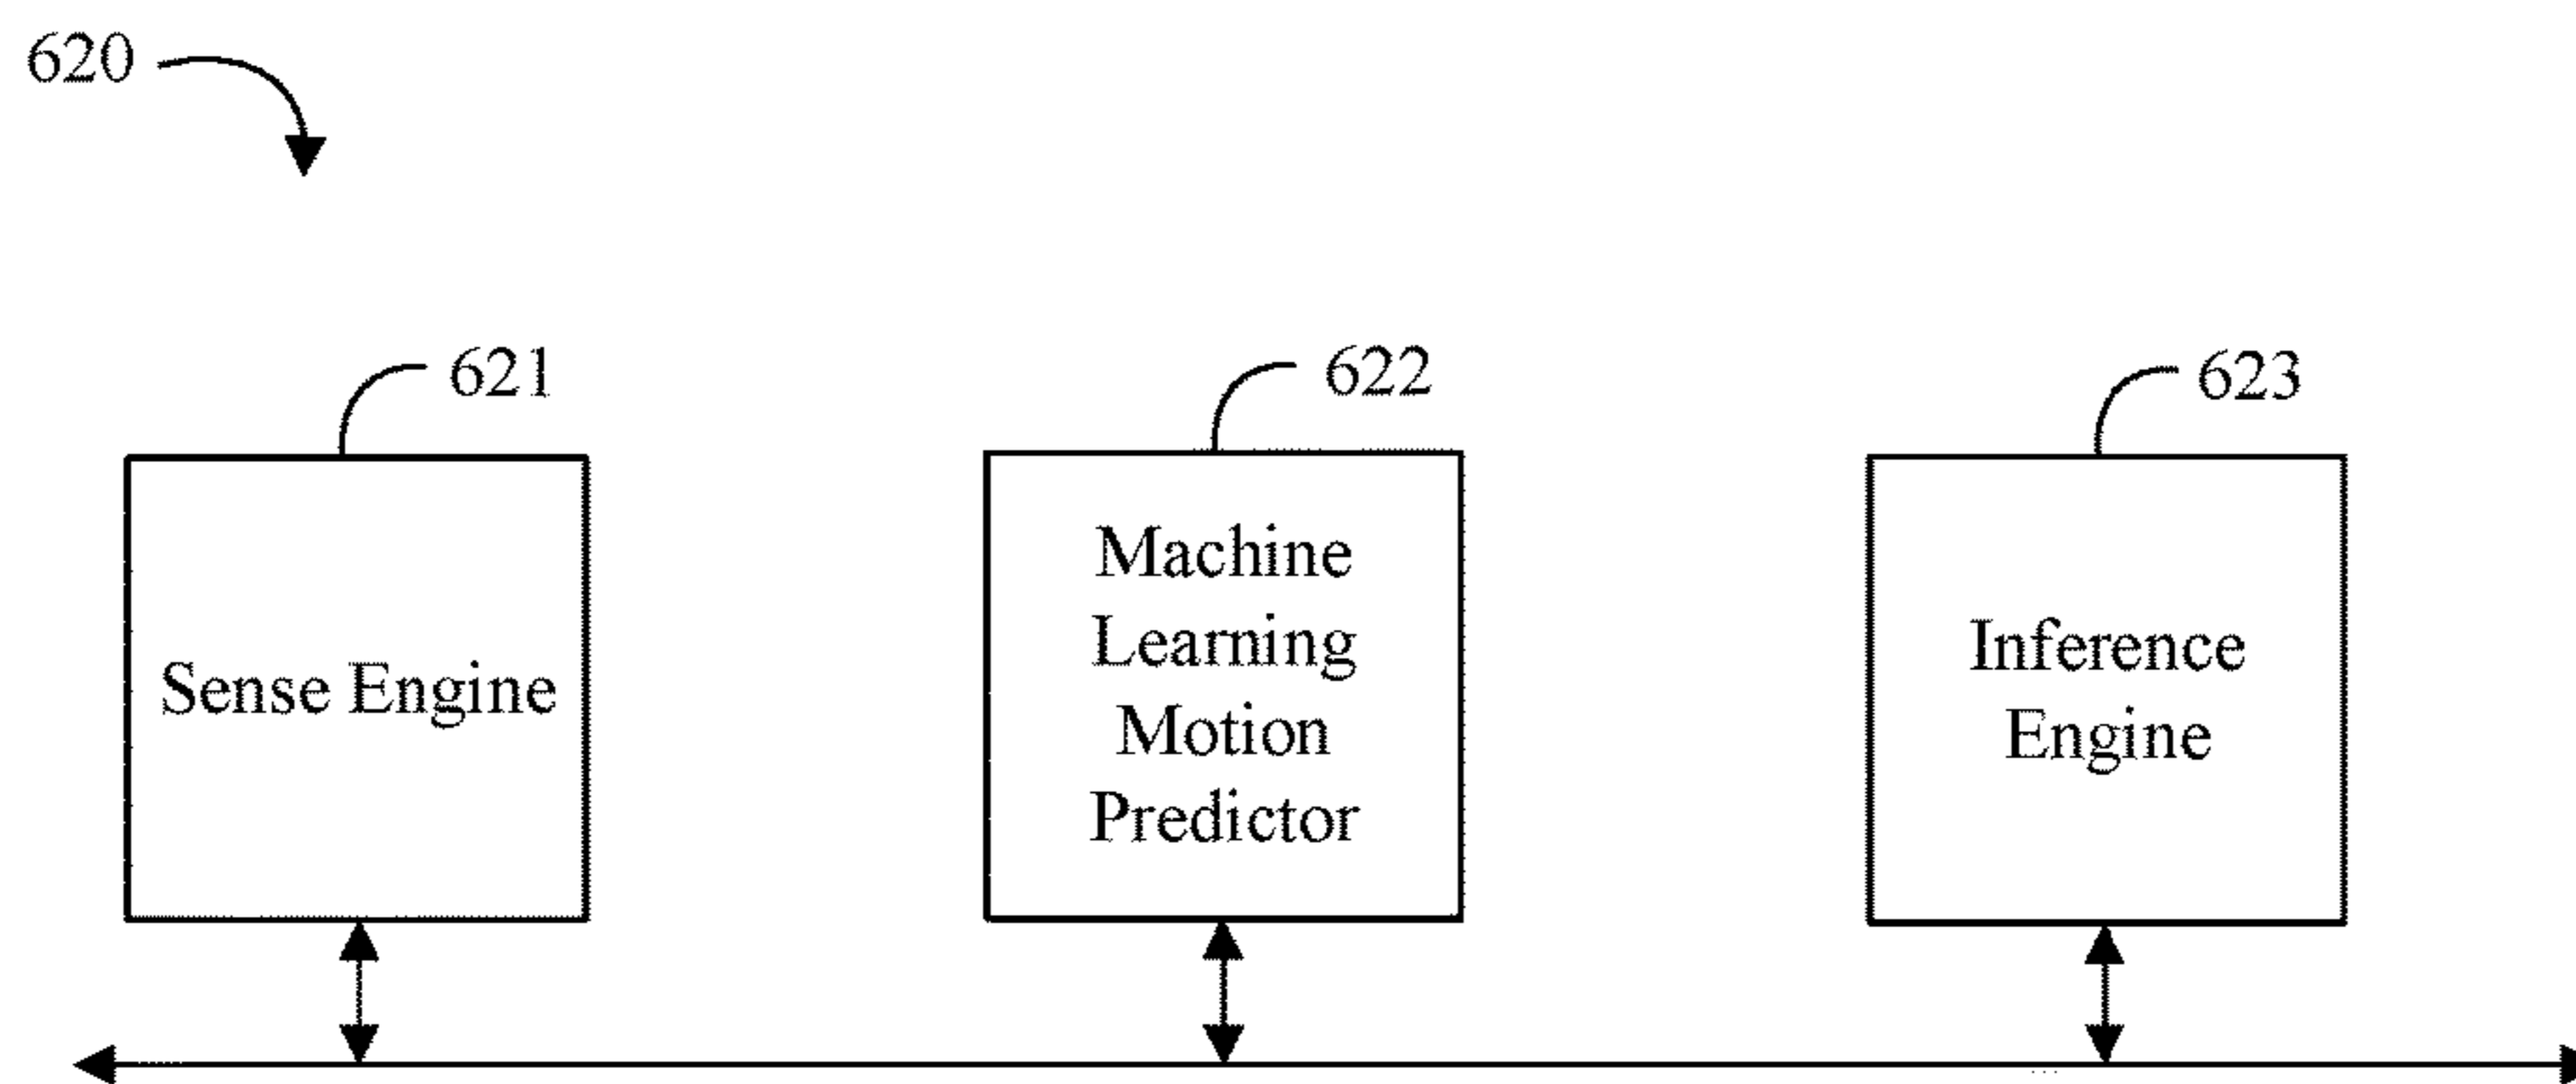 620
621
622
623
Sense Engine
Machine
Learning
Motion
Predictor
Inference
Engine